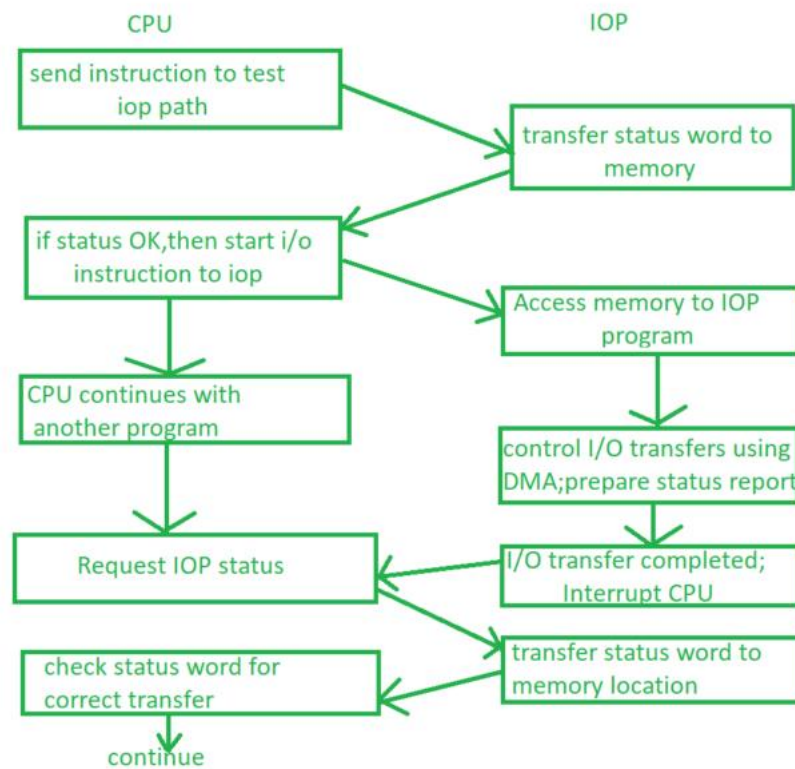 CPU
IOP
send instruction to test
iop path
transfer status word to
memory
if status OK,then start i/o
instruction to iop
Access memory to IOP
program
CPU continues with
another program
control I/O transfers using
DMA;prepare status report
Request IOP status
I/O transfer completed;
Interrupt CPU
transfer status word to
memory location
check status word for
correct transfer
continue